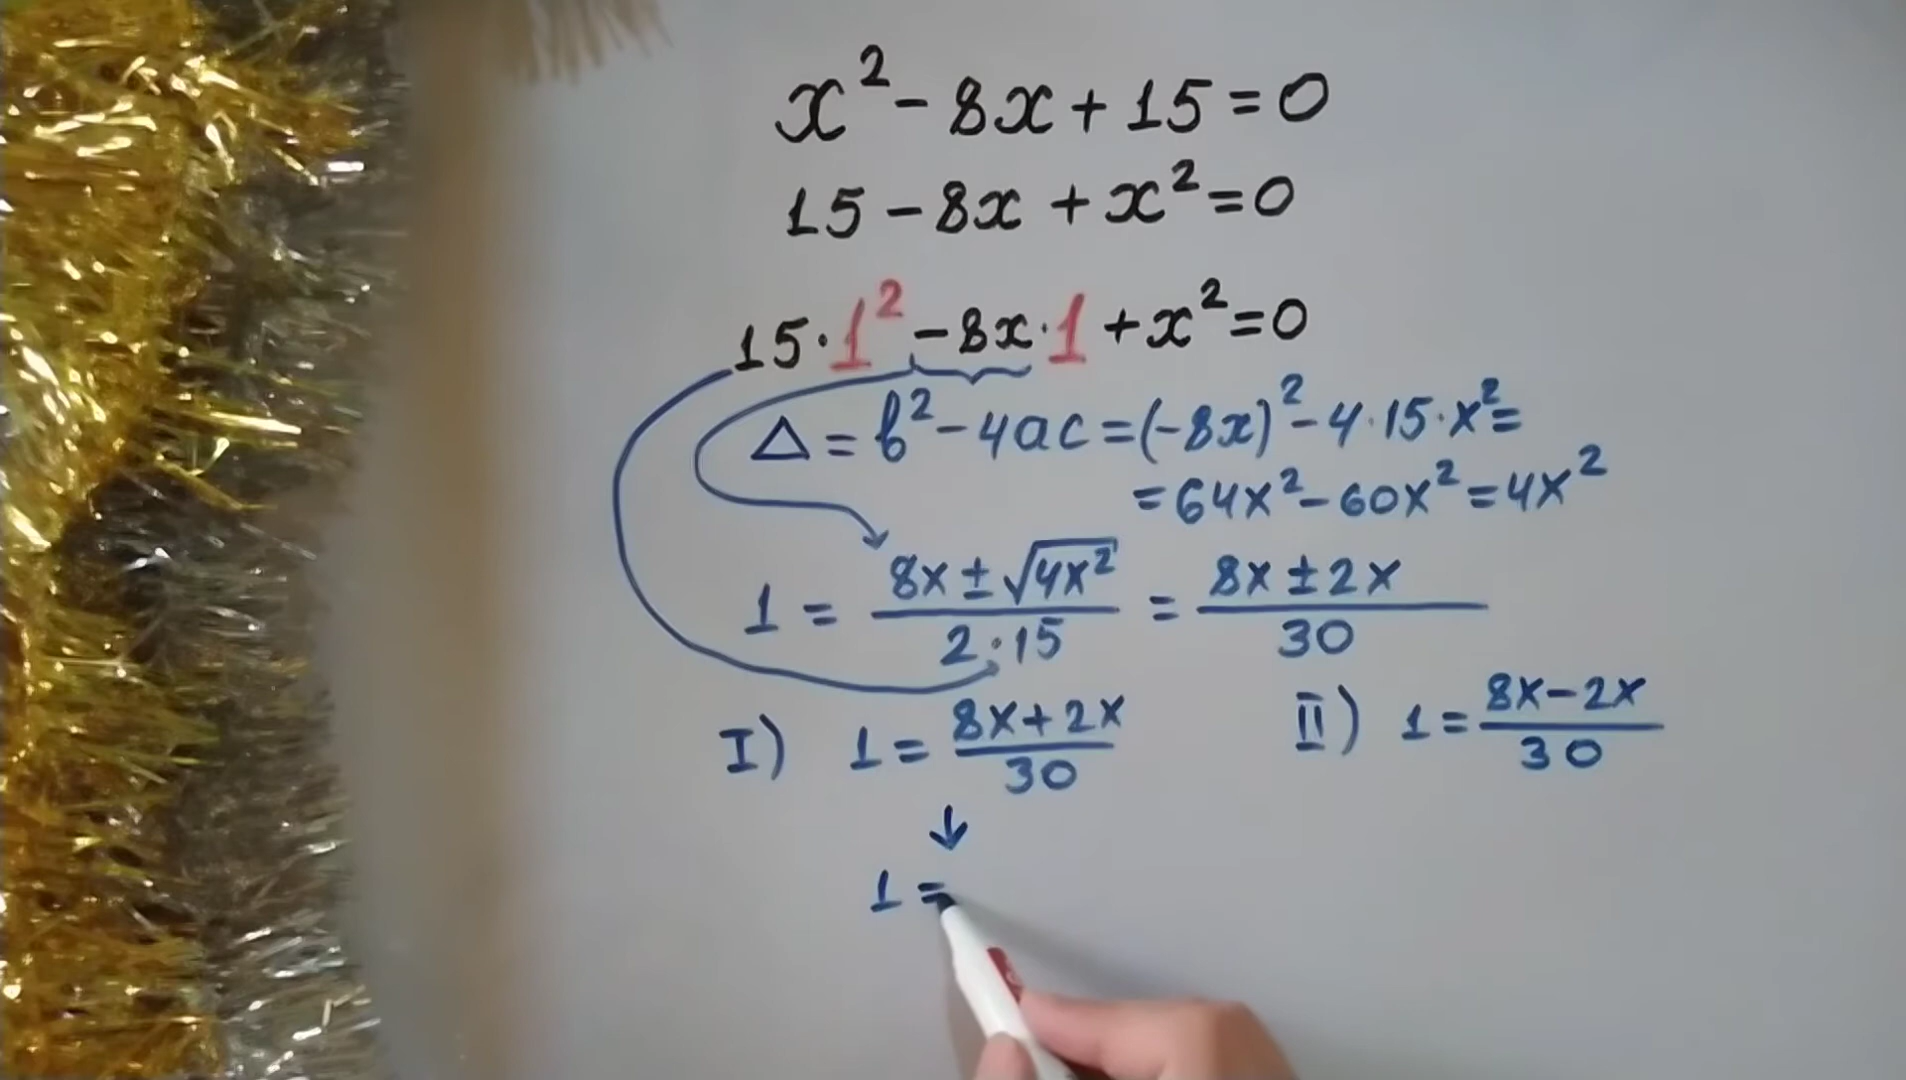 x² - 8x + 15 = 0
15 - 8x + x² = 0
15 · 1² - 8x · 1 + x² = 0
Δ = b² - 4ac = (-8x)² - 4 · 15 · x² =
= 64x² - 60x² = 4x²
1 = (8x ± √(4x²)) / (2 · 15) = (8x ± 2x) / 30
I) 1 = (8x + 2x) / 30 II) 1 = (8x - 2x) / 30
↓
1 =